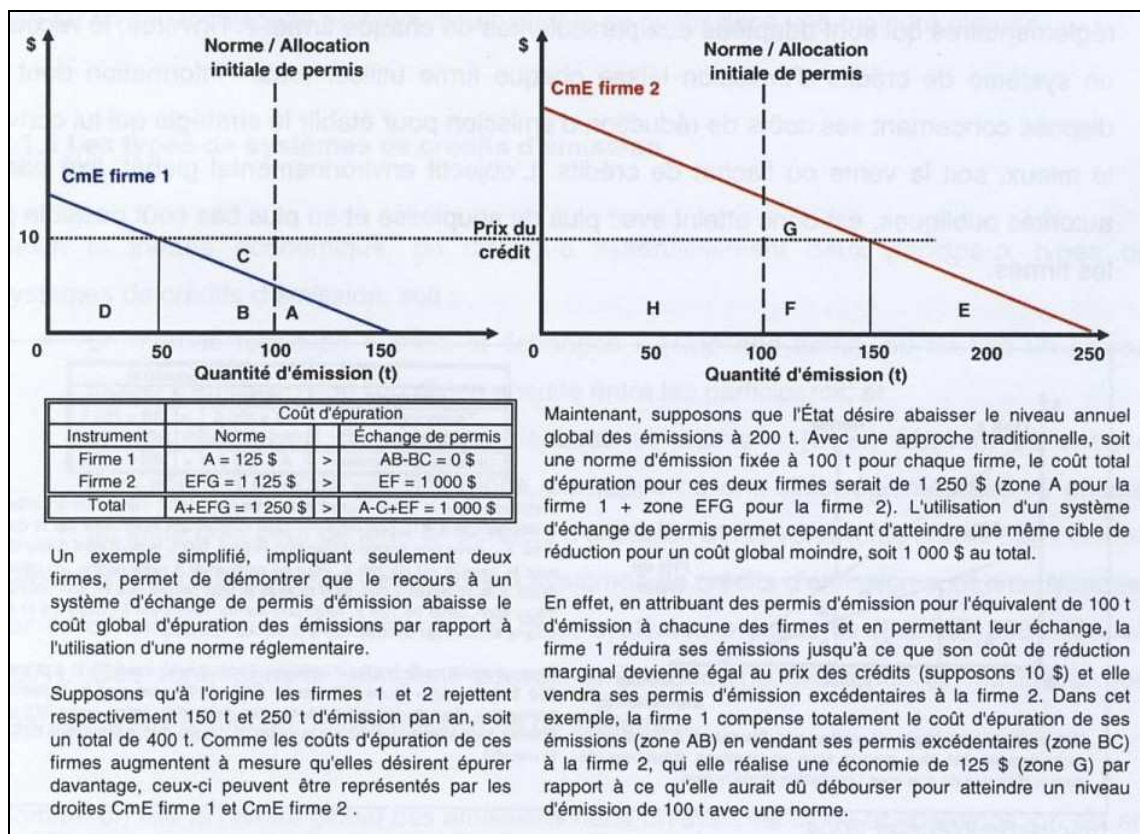 $
Norme / Allocation
initiale de permis
CmE firme 1
10
C
D
B
A
0
50
100
150
Quantité d'émission (t)
Prix du
crédit
$
Norme / Allocation
initiale de permis
CmE firme 2
G
H
F
E
0
50
100
150
200
250
Quantité d'émission (t)
Coût d'épuration
Instrument Norme Échange de permis
Firme 1 A = 125 $ > AB-BC = 0 $
Firme 2 EFG = 1 125 $ > EF = 1 000 $
Total A+EFG = 1 250 $ > A-C+EF = 1 000 $
Un exemple simplifié, impliquant seulement deux
firmes, permet de démontrer que le recours à un
système d'échange de permis d'émission abaisse le
coût global d'épuration des émissions par rapport à
l'utilisation d'une norme réglementaire.
Supposons qu'à l'origine les firmes 1 et 2 rejettent
respectivement 150 t et 250 t d'émission pan an, soit
un total de 400 t. Comme les coûts d'épuration de ces
firmes augmentent à mesure qu'elles désirent épurer
davantage, ceux-ci peuvent être représentés par les
droites CmE firme 1 et CmE firme 2
Maintenant, supposons que l'État désire abaisser le niveau annuel
global des émissions à 200 t. Avec une approche traditionnelle, soit
une norme d'émission fixée à 100 t pour chaque firme, le coût total
d'épuration pour ces deux firmes serait de 1 250 $ (zone A pour la
firme 1 + zone EFG pour la firme 2). L'utilisation d'un système
d'échange de permis permet cependant d'atteindre une même cible de
réduction pour un coût global moindre, soit 1 000 $ au total.
En effet, en attribuant des permis d'émission pour l'équivalent de 100 t
d'émission à chacune des firmes et en permettant leur échange, la
firme 1 réduira ses émissions jusqu'à ce que son coût de réduction
marginal devienne égal au prix des crédits (supposons 10 $) et elle
vendra ses permis d'émission excédentaires à la firme 2. Dans cet
exemple, la firme 1 compense totalement le coût d'épuration de ses
émissions (zone AB) en vendant ses permis excédentaires (zone BC)
à la firme 2, qui elle réalise une économie de 125 $ (zone G) par
rapport à ce qu'elle aurait dû débourser pour atteindre un niveau
d'émission de 100 t avec une norme.